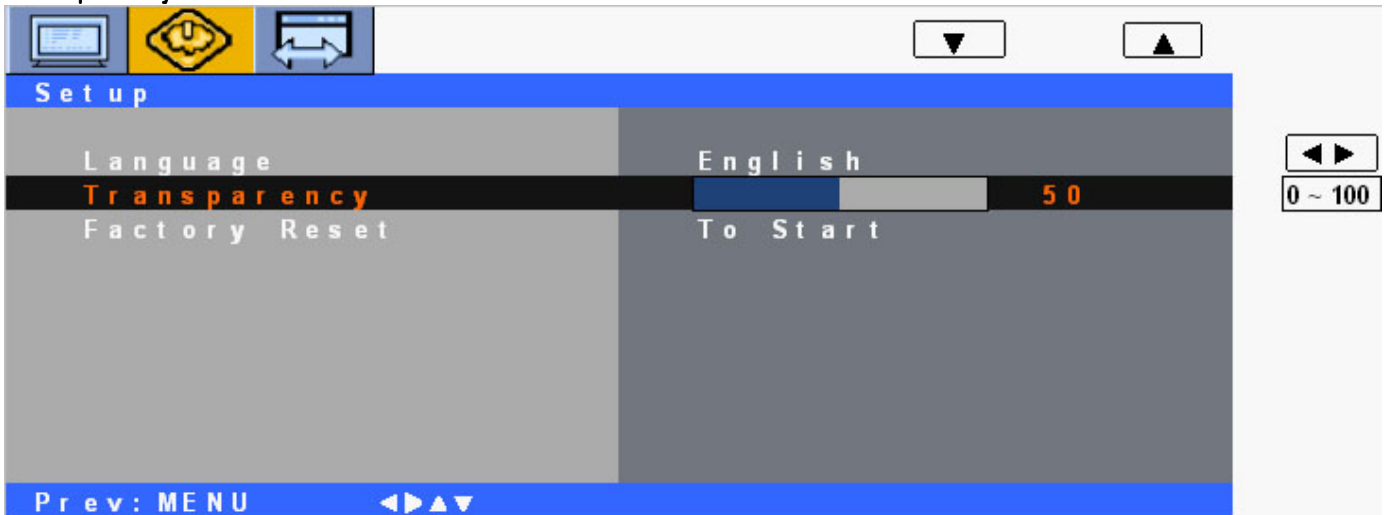 ▼ ▲
Setup
Language English
◀ ▶
Transparency 50
0 ~ 100
Factory Reset To Start
Prev: MENU ◀▶▲▼